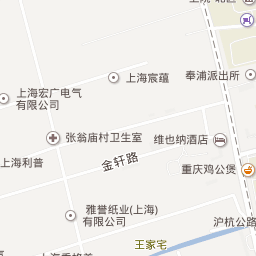 上海宸蕴
奉浦派出所
上海宏广电气
有限公司
张翁庙村卫生室
维也纳酒店
上海利普
金轩路
重庆鸡公煲
雅誉纸业(上海)
有限公司
沪杭公路
王家宅